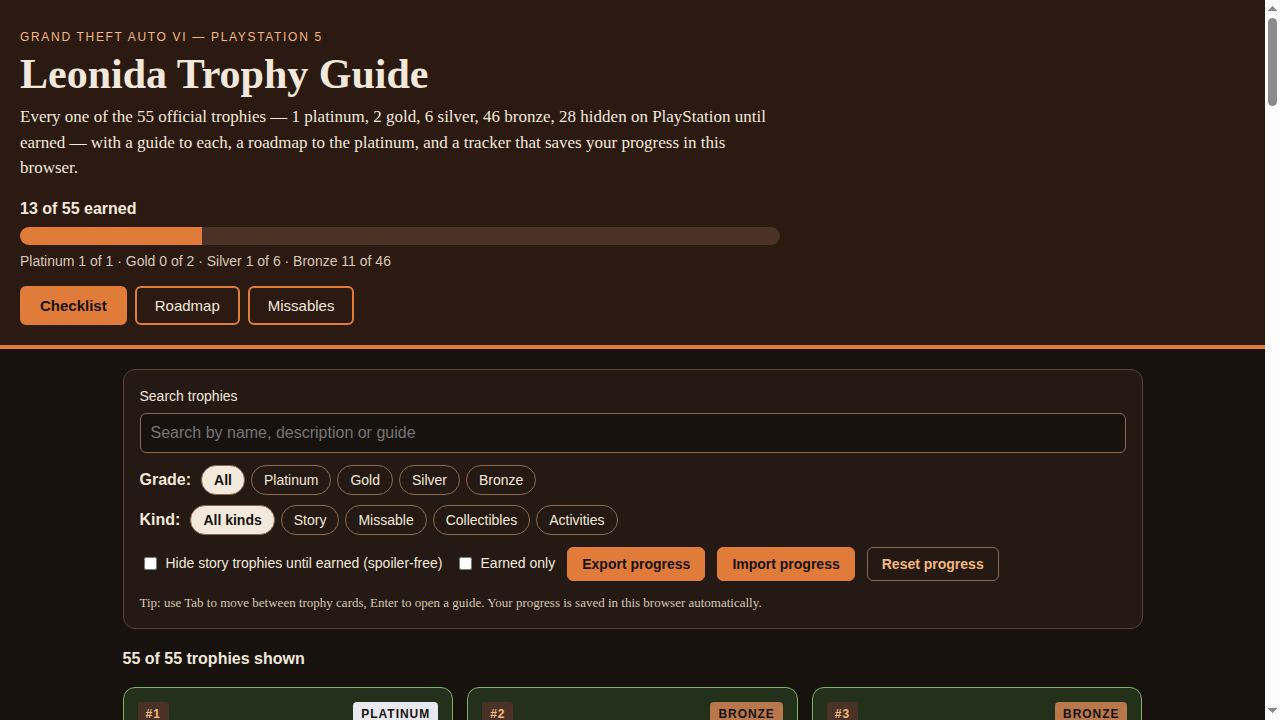 GRAND THEFT AUTO VI — PLAYSTATION 5
Leonida Trophy Guide
Every one of the 55 official trophies — 1 platinum, 2 gold, 6 silver, 46 bronze, 28 hidden on PlayStation until
earned — with a guide to each, a roadmap to the platinum, and a tracker that saves your progress in this
browser.
13 of 55 earned
Platinum 1 of 1 · Gold 0 of 2 · Silver 1 of 6 · Bronze 11 of 46
Checklist Roadmap Missables
Search trophies
Search by name, description or guide
Grade: All Platinum Gold Silver Bronze
Kind: All kinds Story Missable Collectibles Activities
Hide story trophies until earned (spoiler-free) Earned only Export progress Import progress Reset progress
Tip: use Tab to move between trophy cards, Enter to open a guide. Your progress is saved in this browser automatically.
55 of 55 trophies shown
#1 PLATINUM #2 BRONZE #3 BRONZE